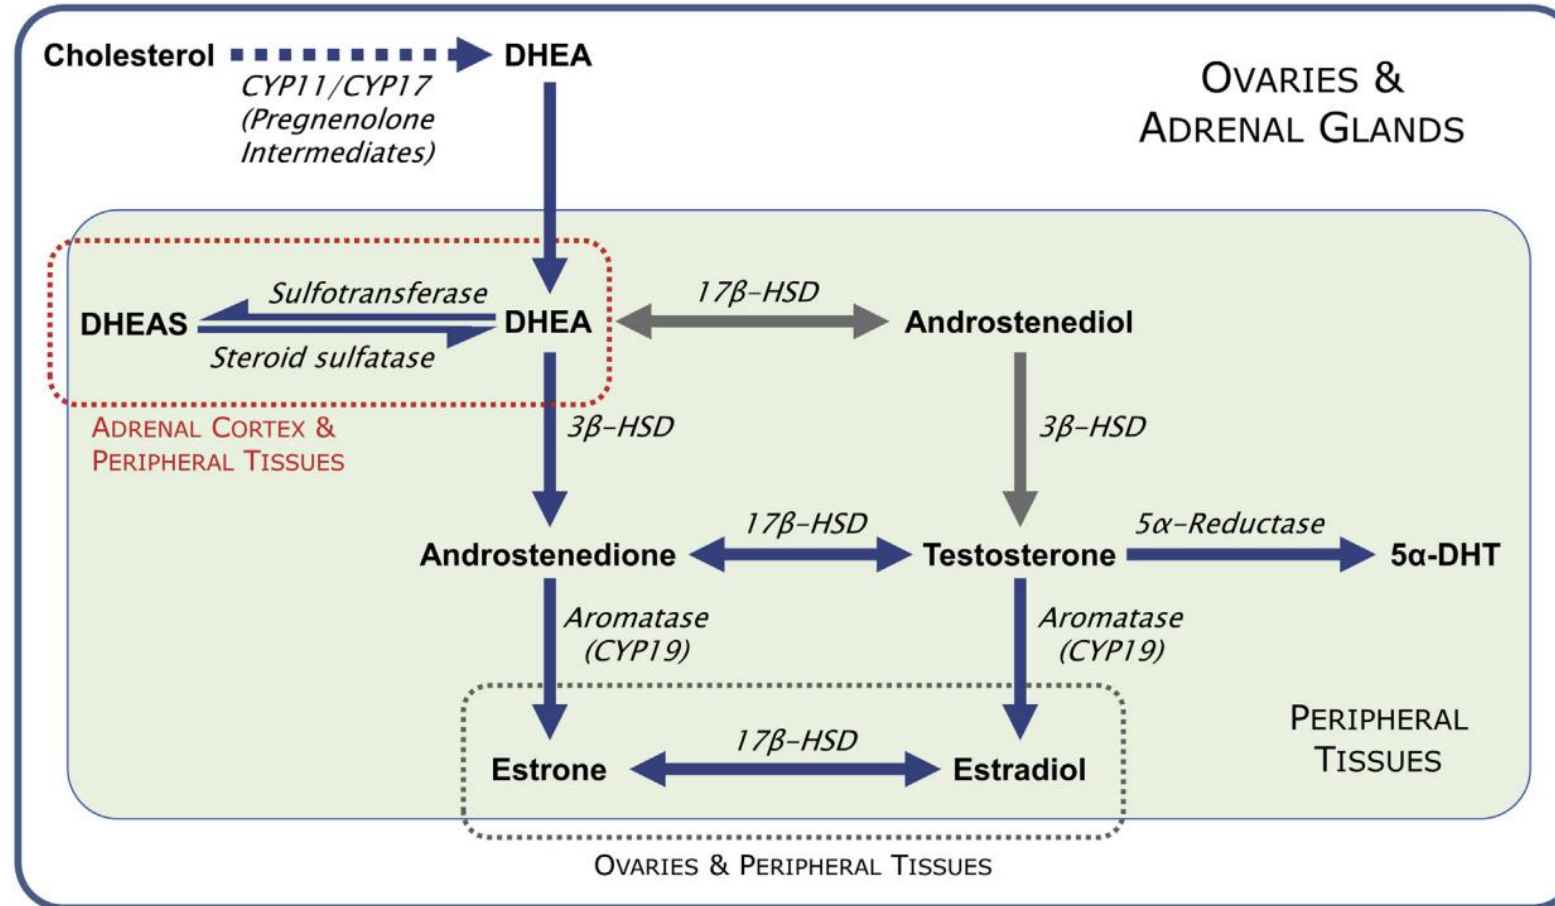 Cholesterol
DHEA
CYP11/CYP17
(Pregnenolone
Intermediates)
OVARIES &
ADRENAL GLANDS
Sulfotransferase
17β-HSD
DHEAS
DHEA
Androstenediol
Steroid sulfatase
ADRENAL CORTEX &
PERIPHERAL TISSUES
3β-HSD
3β-HSD
17β-HSD
5α-Reductase
Androstenedione
Testosterone
5α-DHT
Aromatase
(CYP19)
Aromatase
(CYP19)
PERIPHERAL
TISSUES
17β-HSD
Estrone
Estradiol
OVARIES & PERIPHERAL TISSUES